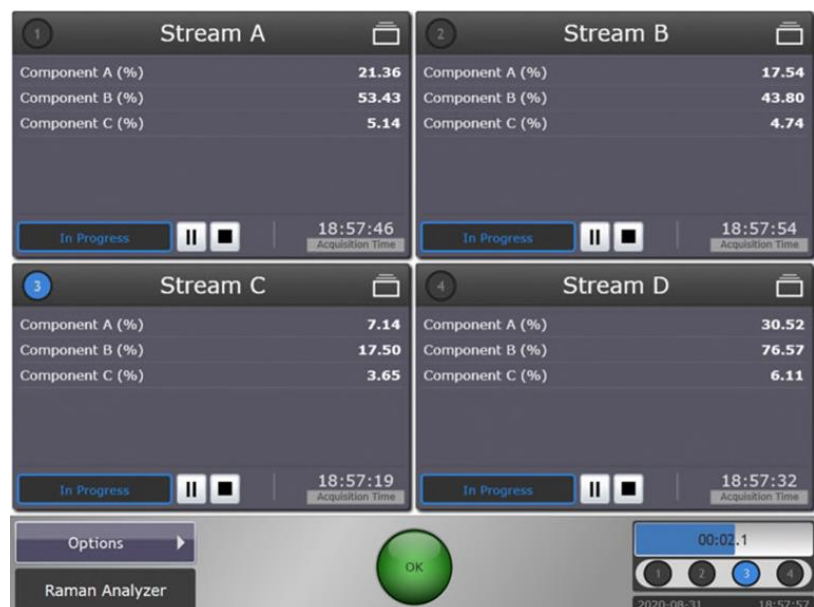 1 Stream A
Component A (%) 21.36
Component B (%) 53.43
Component C (%) 5.14
In Progress 18:57:46
Acquisition Time
2 Stream B
Component A (%) 17.54
Component B (%) 43.80
Component C (%) 4.74
In Progress 18:57:54
Acquisition Time
3 Stream C
Component A (%) 7.14
Component B (%) 17.50
Component C (%) 3.65
In Progress 18:57:19
Acquisition Time
4 Stream D
Component A (%) 30.52
Component B (%) 76.57
Component C (%) 6.11
In Progress 18:57:32
Acquisition Time
Options
Raman Analyzer
OK
00:02.1
1 2 3 4
2020-08-31 18:57:57